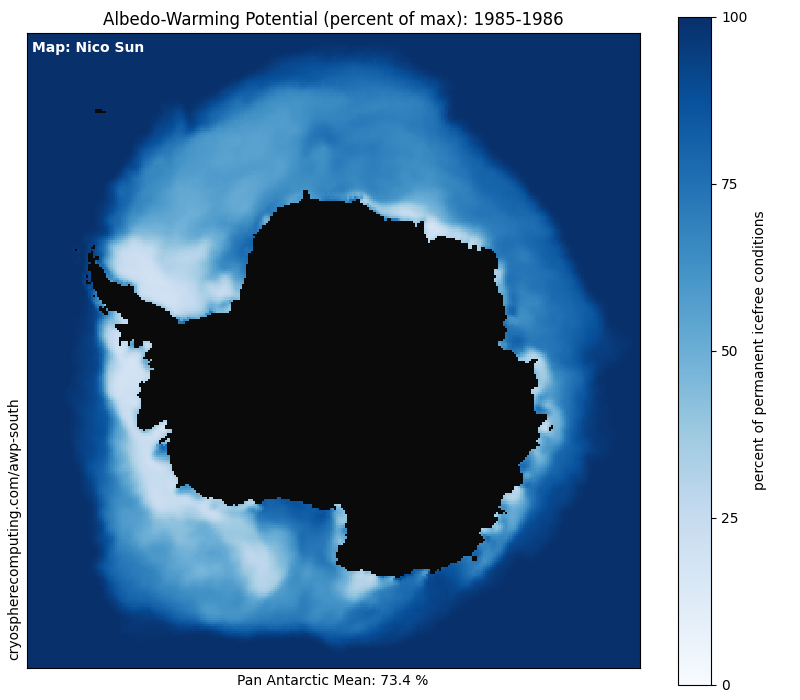 Albedo-Warming Potential (percent of max): 1985-1986
Map: Nico Sun
cryospherecomputing.com/awp-south
Pan Antarctic Mean: 73.4 %
100
75
50
25
0
percent of permanent icefree conditions